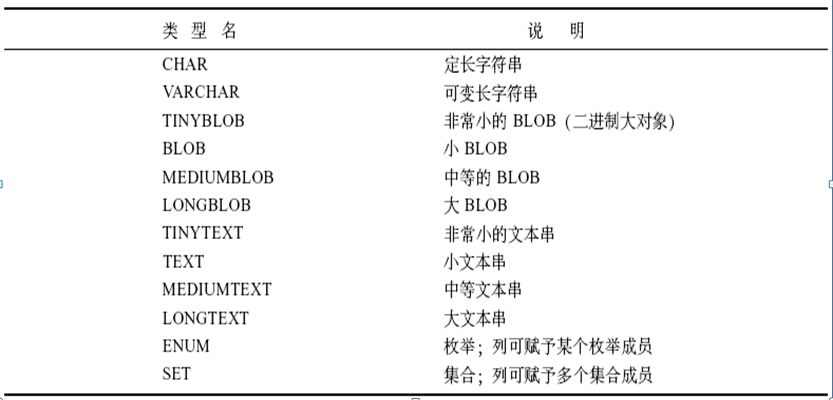 类 型 名 说 明
CHAR 定长字符串
VARCHAR 可变长字符串
TINYBLOB 非常小的 BLOB（二进制大对象）
BLOB 小 BLOB
MEDIUMBLOB 中等的 BLOB
LONGBLOB 大 BLOB
TINYTEXT 非常小的文本串
TEXT 小文本串
MEDIUMTEXT 中等文本串
LONGTEXT 大文本串
ENUM 枚举；列可赋予某个枚举成员
SET 集合；列可赋予多个集合成员